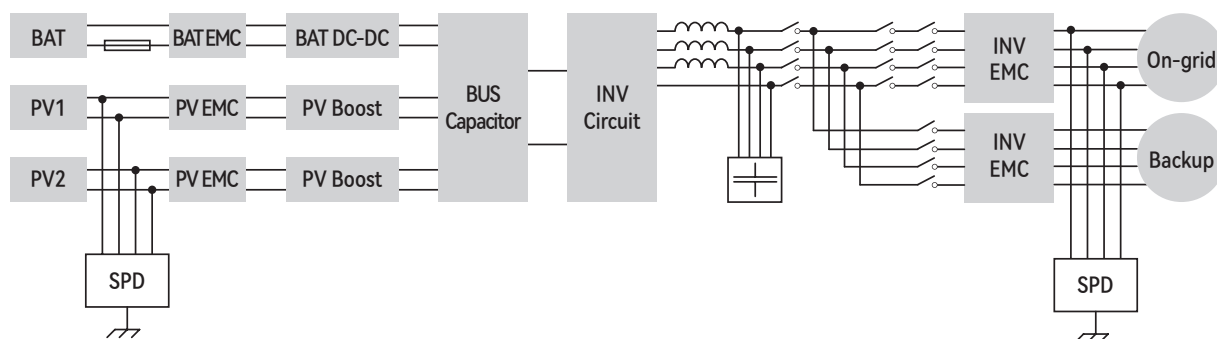 BAT
BAT EMC
BAT DC-DC
PV1
PV EMC
PV Boost
PV2
PV EMC
PV Boost
BUS
Capacitor
INV
Circuit
INV
EMC
On-grid
INV
EMC
Backup
SPD
SPD